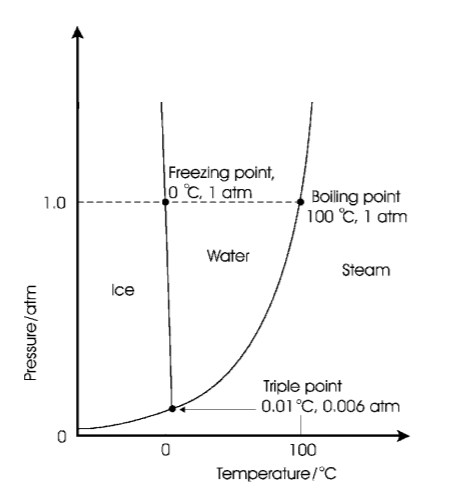 Freezing point,
0 °C, 1 atm
1.0
Boiling point
100 °C, 1 atm
Water
Steam
Ice
Pressure/atm
Triple point
0.01 °C, 0.006 atm
0
0
100
Temperature/°C